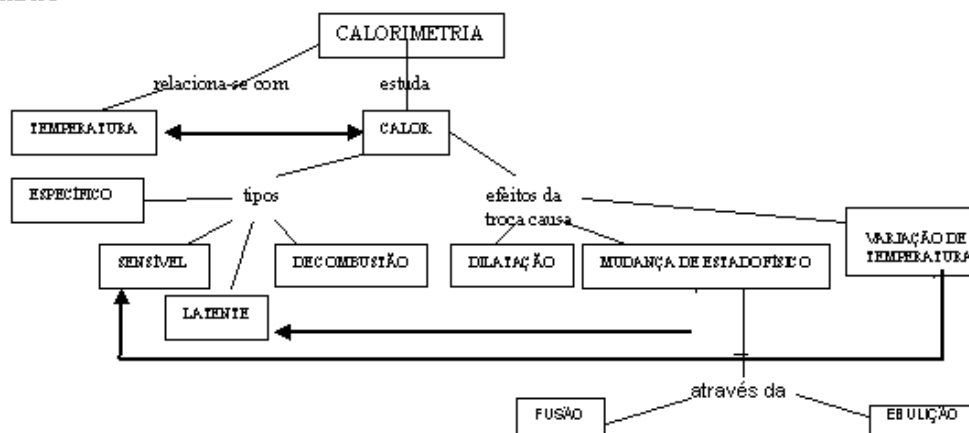 CALORIMETRIA
relaciona-se com
estuda
TEMPERATURA
CALOR
ESPECÍFICO
tipos
efeitos da
troca causa
VARIAÇÃO DE
TEMPERATURA
SENSÍVEL
DE COMBUSTÃO
DILATAÇÃO
MUDANÇA DE ESTADO FÍSICO
LATENTE
através da
FUSÃO
EBULIÇÃO